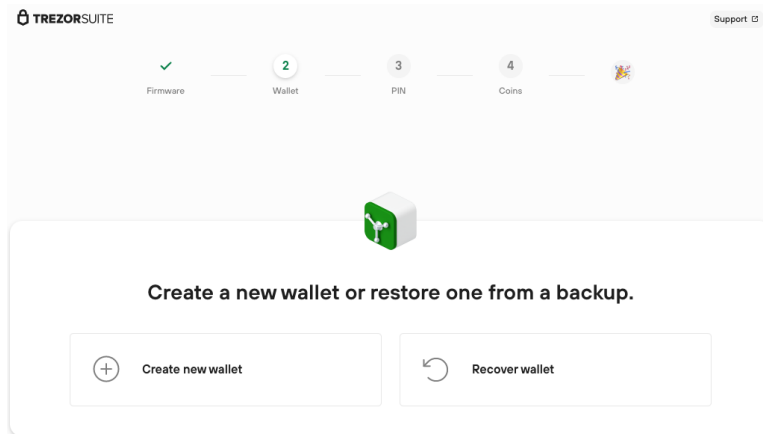 TREZORSUITE
Support
2 3 4
Firmware Wallet PIN Coins
Create a new wallet or restore one from a backup.
Create new wallet Recover wallet